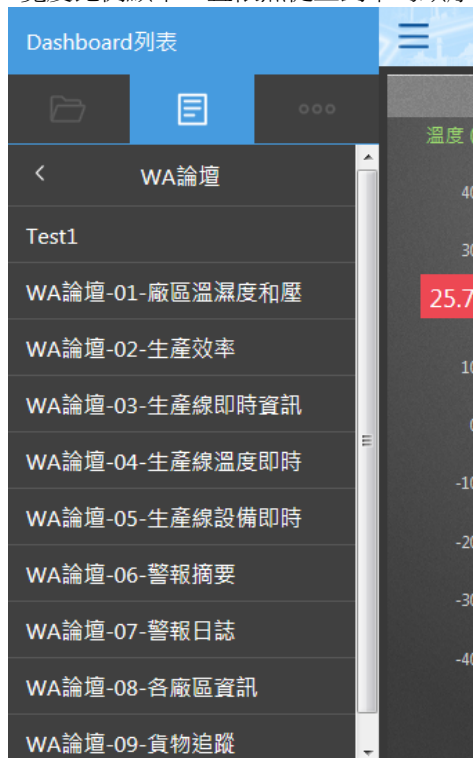 Dashboard列表
WA論壇
Test1
WA論壇-01-廠區溫濕度和壓
WA論壇-02-生產效率
WA論壇-03-生產線即時資訊
WA論壇-04-生產線溫度即時
WA論壇-05-生產線設備即時
WA論壇-06-警報摘要
WA論壇-07-警報日誌
WA論壇-08-各廠區資訊
WA論壇-09-貨物追蹤
溫度 (
40
30
25.7
10
0
-10
-20
-30
-40